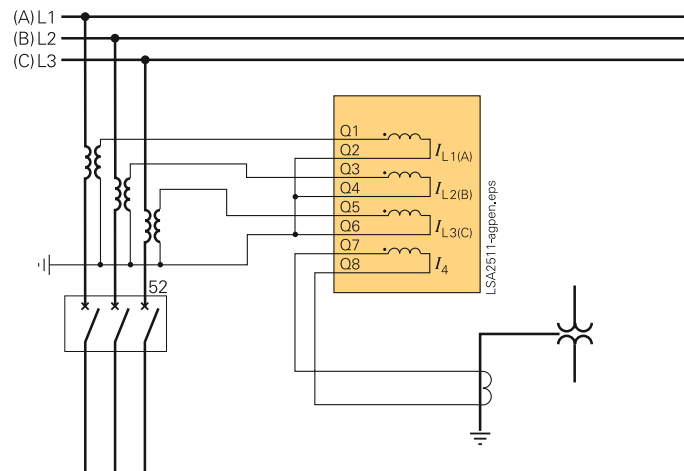 (A) L1
(B) L2
(C) L3
Q1
Q2
I L1(A)
Q3
Q4
I L2(B)
Q5
Q6
I L3(C)
Q7
Q8
I 4
LSA2511-agpen.eps
52